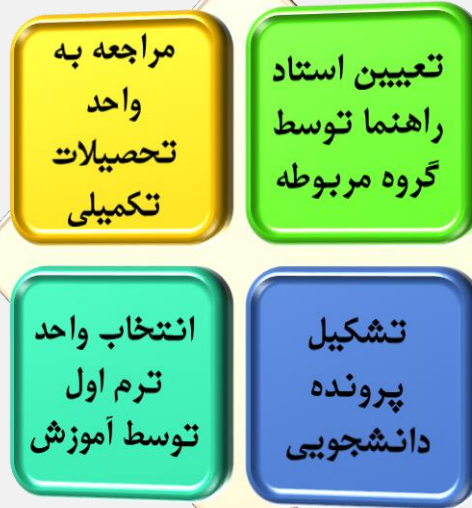 تعیین استاد
راهنما توسط
گروه مربوطه
مراجعه به
واحد
تحصیلات
تکمیلی
تشکیل
پرونده
دانشجویی
انتخاب واحد
ترم اول
توسط آموزش